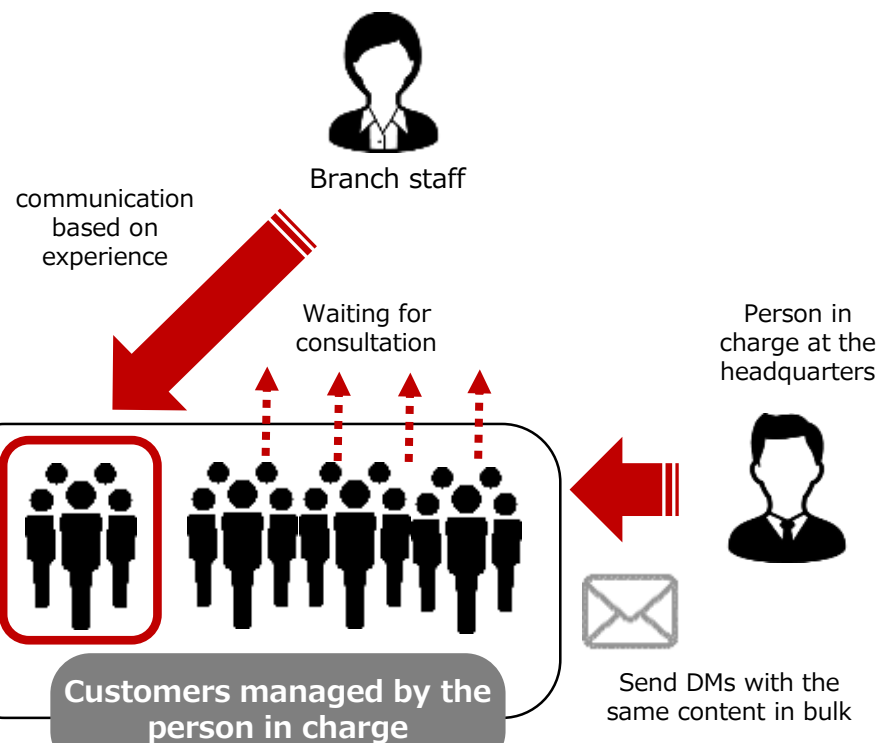 Branch staff
communication
based on
experience
Waiting for
consultation
Person in
charge at the
headquarters
Customers managed by the
person in charge
Send DMs with the
same content in bulk